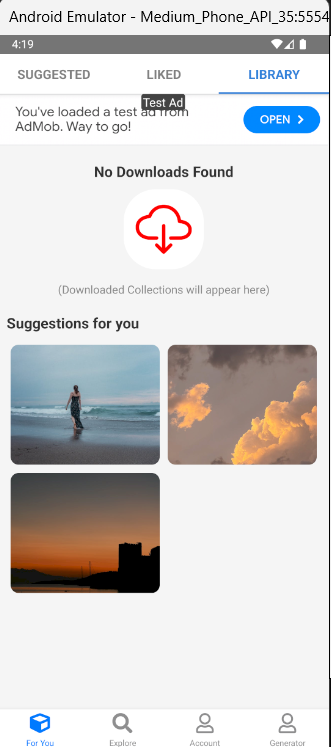 Android Emulator - Medium_Phone_API_35:5554
4:19
SUGGESTED LIKED LIBRARY
Test Ad
You've loaded a test ad from
AdMob. Way to go!
OPEN
No Downloads Found
(Downloaded Collections will appear here)
Suggestions for you
For You Explore Account Generator